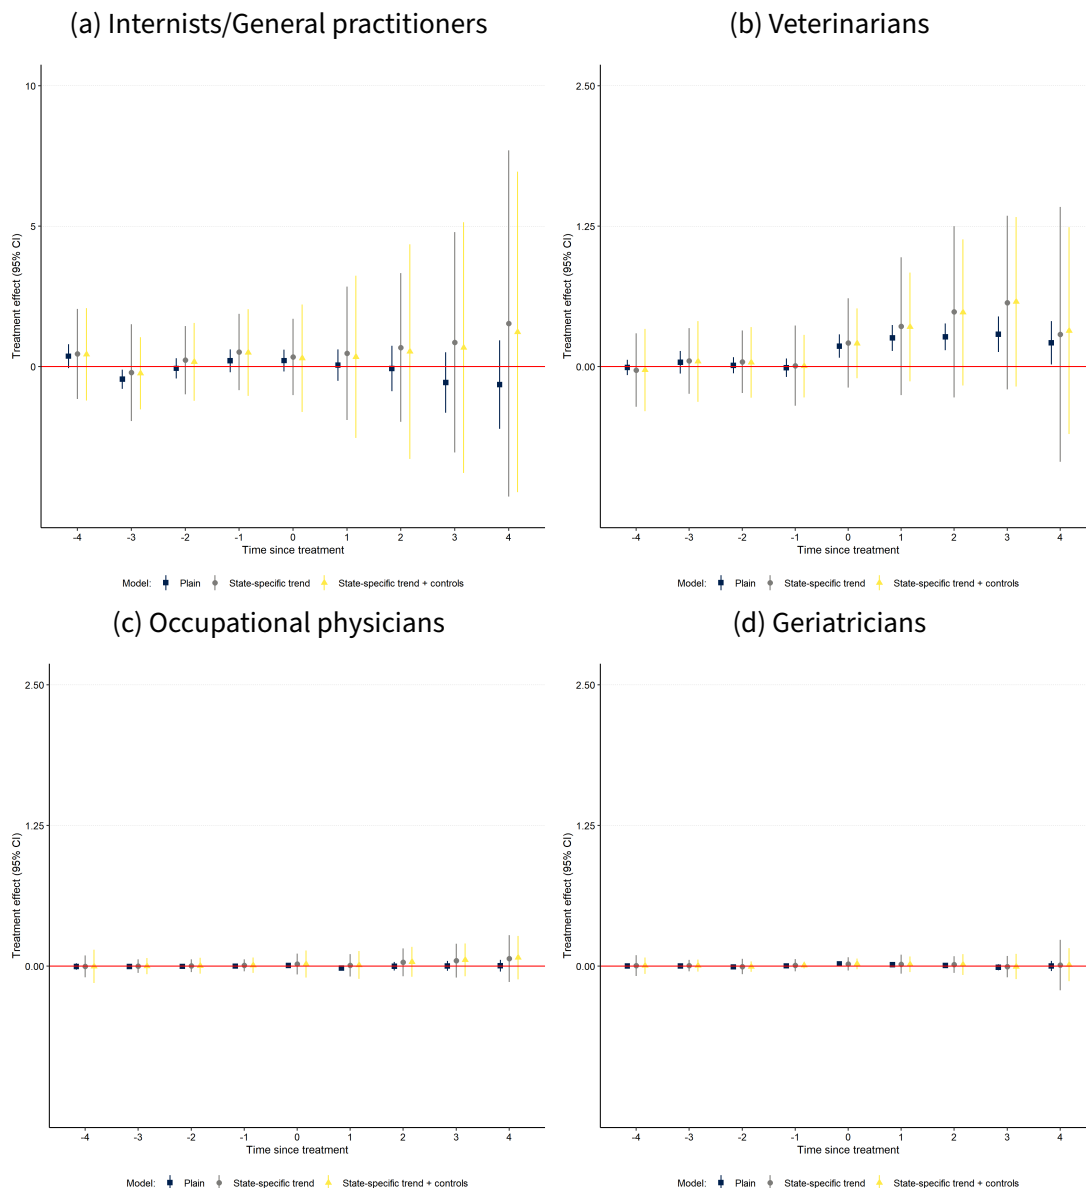 (a) Internists/General practitioners
10
5
0
Treatment effect (95% CI)
-4 -3 -2 -1 0 1 2 3 4
Time since treatment
Model: Plain State-specific trend State-specific trend + controls
(b) Veterinarians
2.50
1.25
0.00
Treatment effect (95% CI)
-4 -3 -2 -1 0 1 2 3 4
Time since treatment
Model: Plain State-specific trend State-specific trend + controls
(c) Occupational physicians
2.50
1.25
0.00
Treatment effect (95% CI)
-4 -3 -2 -1 0 1 2 3 4
Time since treatment
Model: Plain State-specific trend State-specific trend + controls
(d) Geriatricians
2.50
1.25
0.00
Treatment effect (95% CI)
-4 -3 -2 -1 0 1 2 3 4
Time since treatment
Model: Plain State-specific trend State-specific trend + controls